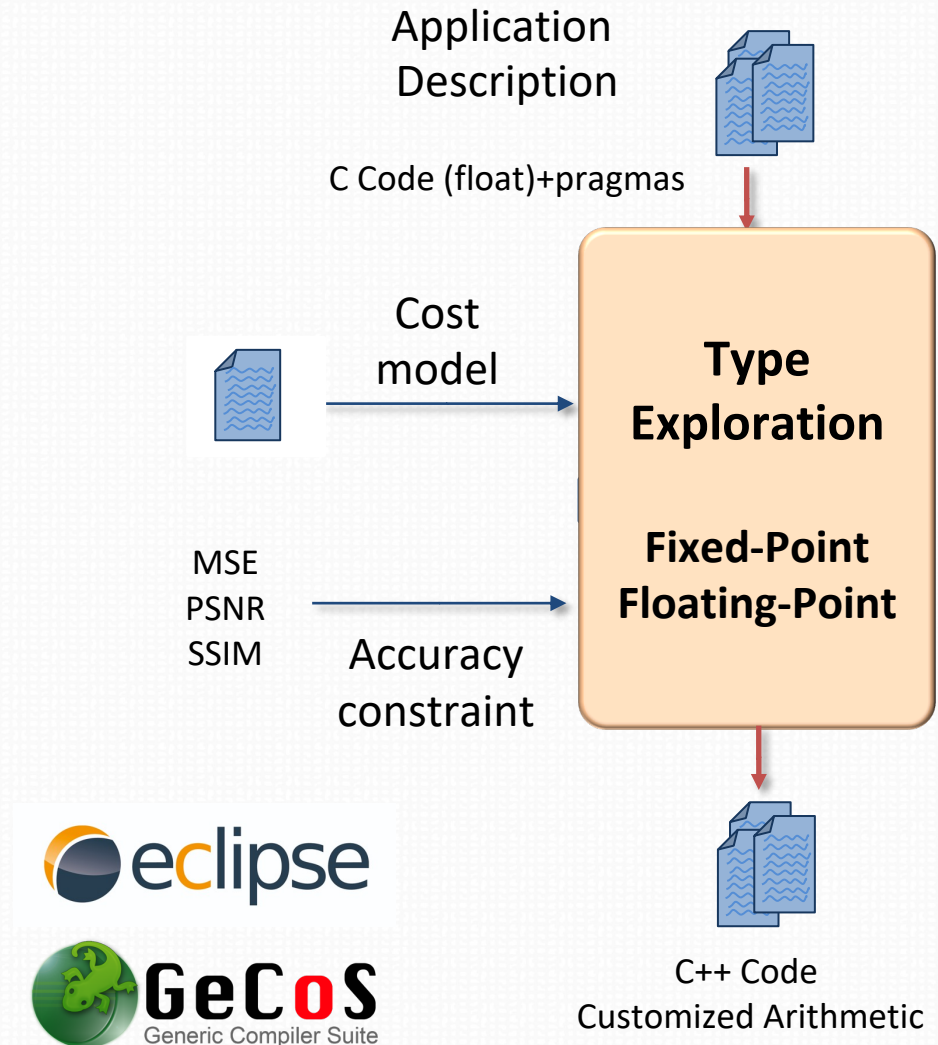 Application
Description
C Code (float)+pragmas
Cost
model
Type
Exploration
Fixed-Point
Floating-Point
MSE
PSNR
SSIM
Accuracy
constraint
eclipse
GeCoS
Generic Compiler Suite
C++ Code
Customized Arithmetic